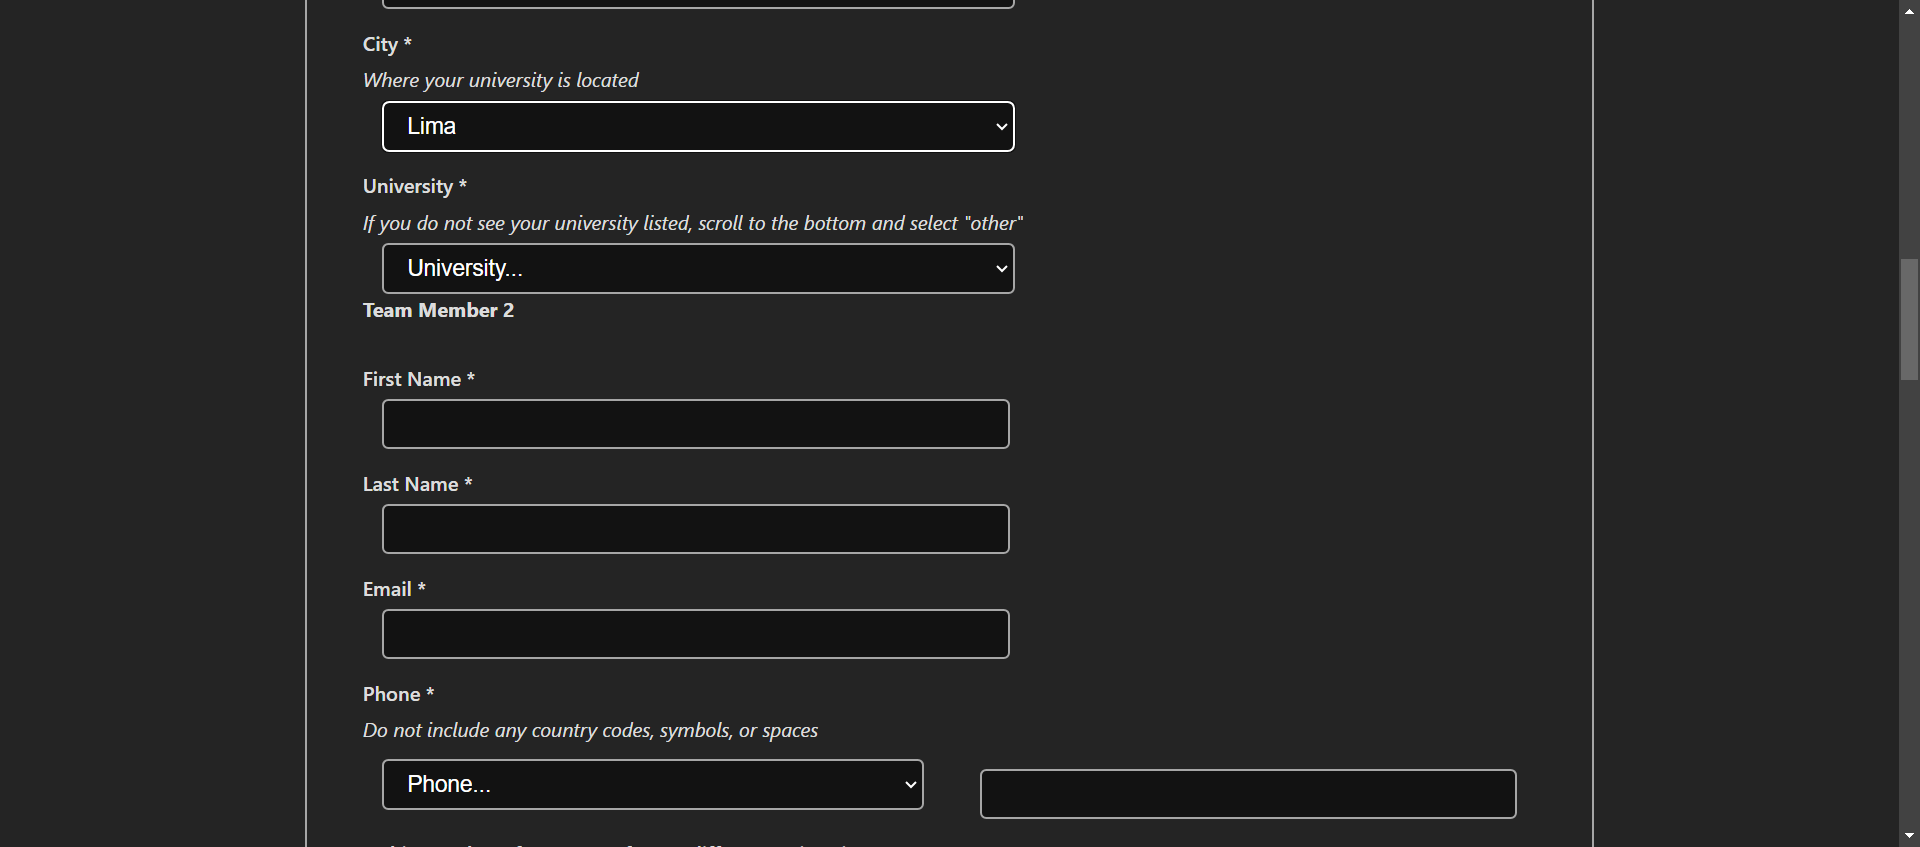 City *
Where your university is located
Lima
University *
If you do not see your university listed, scroll to the bottom and select "other"
University...
Team Member 2
First Name *
Last Name *
Email *
Phone *
Do not include any country codes, symbols, or spaces
Phone...